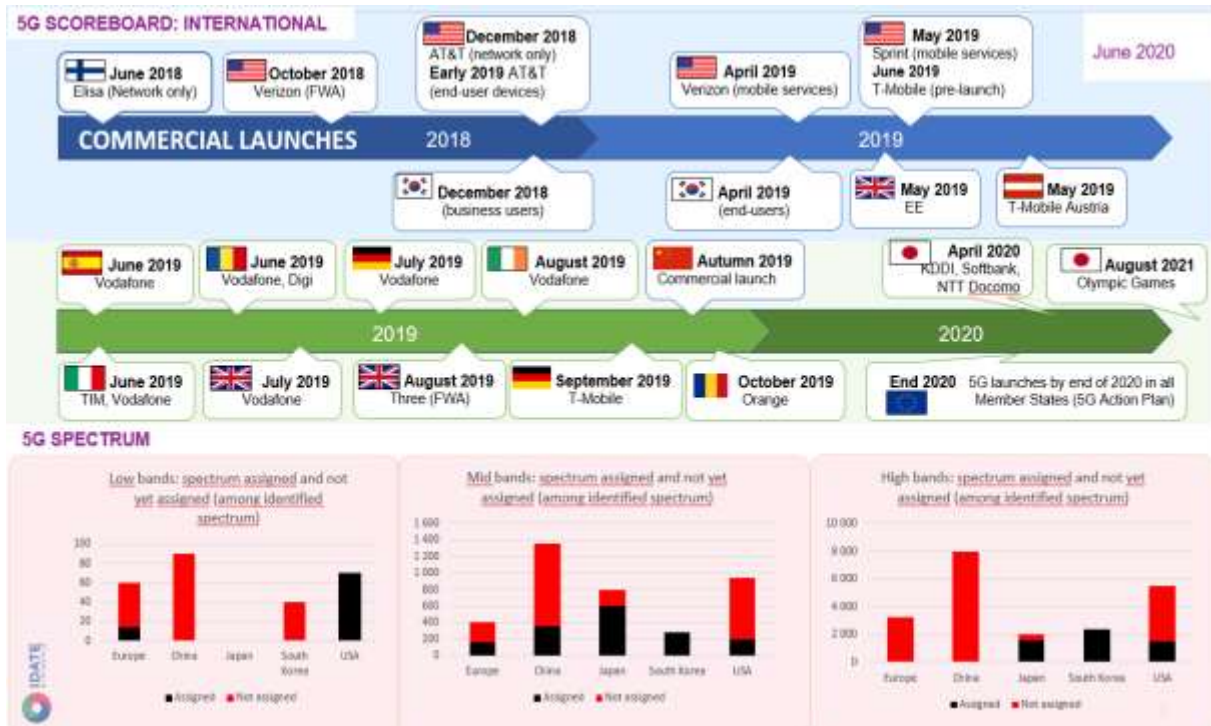 5G SCOREBOARD: INTERNATIONAL
June 2020
June 2018
Elisa (Network only)
October 2018
Verizon (FWA)
December 2018
AT&T (network only)
Early 2019 AT&T
(end-user devices)
April 2019
Verizon (mobile services)
May 2019
Sprint (mobile services)
June 2019
T-Mobile (pre-launch)
COMMERCIAL LAUNCHES
2018
2019
December 2018
(business users)
April 2019
(end-users)
May 2019
EE
May 2019
T-Mobile Austria
June 2019
Vodafone
June 2019
Vodafone, Digi
July 2019
Vodafone
August 2019
Vodafone
Autumn 2019
Commercial launch
April 2020
KDDI, Softbank,
NTT Docomo
August 2021
Olympic Games
2019
2020
June 2019
TIM, Vodafone
July 2019
Vodafone
August 2019
Three (FWA)
September 2019
T-Mobile
October 2019
Orange
End 2020
5G launches by end of 2020 in all
Member States (5G Action Plan)
5G SPECTRUM
Low bands: spectrum assigned and not
yet assigned (among identified
spectrum)
100
80
60
40
20
0
Europe
China
Japan
South
Korea
USA
Assigned
Not assigned
Mid bands: spectrum assigned and not yet
assigned (among identified spectrum)
1 600
1 400
1 200
1 000
800
600
400
200
0
Europe
China
Japan
South Korea
USA
Assigned
Not assigned
High bands: spectrum assigned and not yet
assigned (among identified spectrum)
10 000
8 000
6 000
4 000
2 000
0
Europe
China
Japan
South Korea
USA
Assigned
Not assigned
IDATE